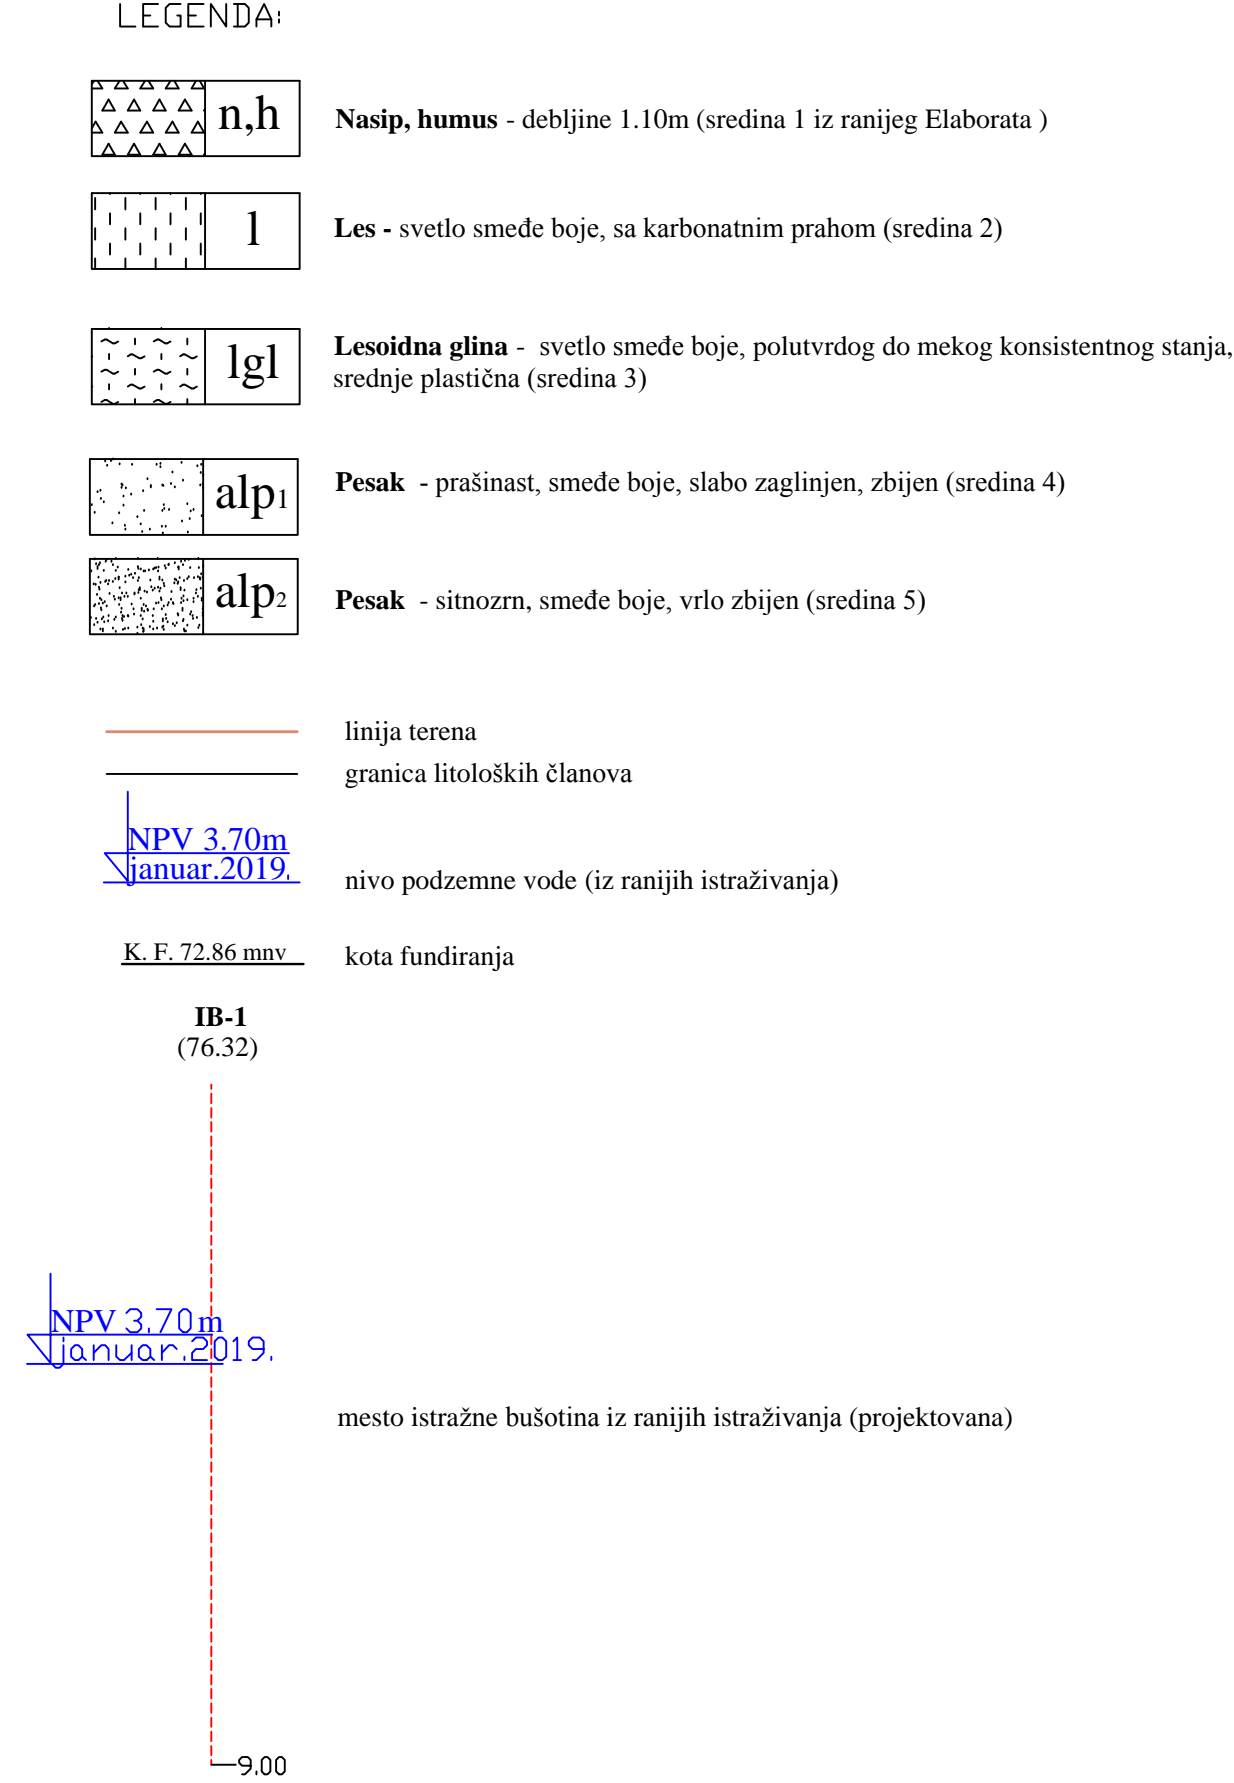 LEGENDA:
n,h
Nasip, humus - debljine 1.10m (sredina 1 iz ranijeg Elaborata )
l
Les - svetlo smeđe boje, sa karbonatnim prahom (sredina 2)
lgl
Lesoidna glina - svetlo smeđe boje, polutvrdog do mekog konsistentnog stanja,
srednje plastična (sredina 3)
alp1
Pesak - prašinast, smeđe boje, slabo zaglinjen, zbijen (sredina 4)
alp2
Pesak - sitnozrn, smeđe boje, vrlo zbijen (sredina 5)
linija terena
granica litoloških članova
NPV 3.70m
januar.2019.
nivo podzemne vode (iz ranijih istraživanja)
K. F. 72.86 mnv
kota fundiranja
IB-1
(76.32)
NPV 3.70m
januar.2019.
mesto istražne bušotina iz ranijih istraživanja (projektovana)
9.00